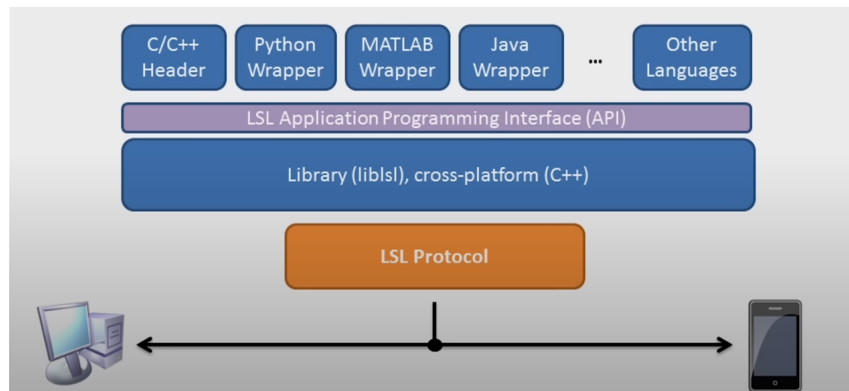 C/C++
Header
Python
Wrapper
MATLAB
Wrapper
Java
Wrapper
...
Other
Languages
LSL Application Programming Interface (API)
Library (liblsl), cross-platform (C++)
LSL Protocol